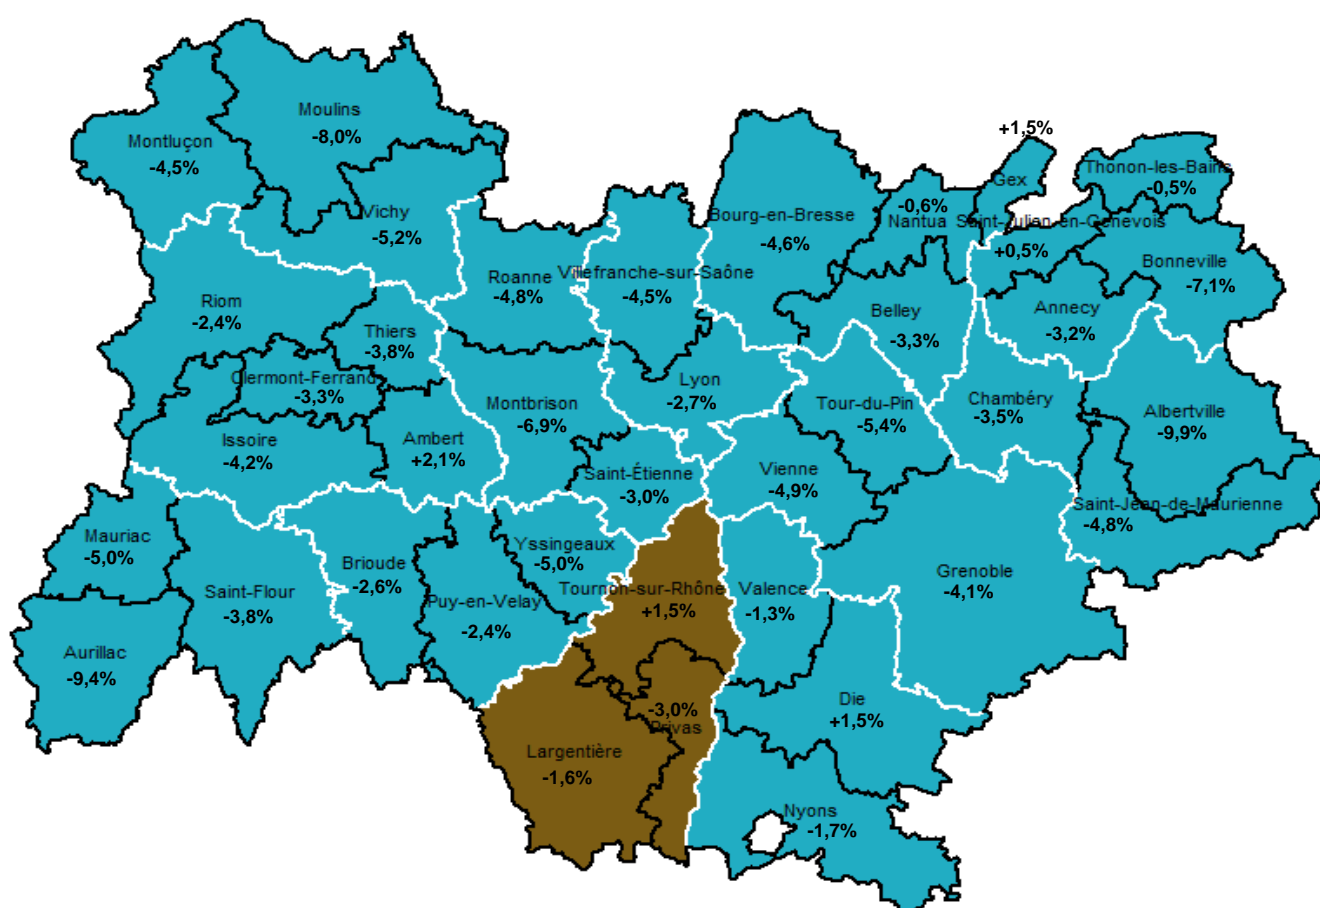 Moulins
-8,0%
Montluçon
-4,5%
Vichy
-5,2%
+1,5%
Gex
Thonon-les-Bains
-0,5%
Bourg-en-Bresse
-4,6%
-0,6%
Nantua
Saint-Julien-en-Genevois
+0,5%
Bonneville
-7,1%
Roanne
-4,8%
Villefranche-sur-Saône
-4,5%
Riom
-2,4%
Thiers
-3,8%
Belley
-3,3%
Annecy
-3,2%
Clermont-Ferrand
-3,3%
Lyon
-2,7%
Montbrison
-6,9%
Tour-du-Pin
-5,4%
Chambéry
-3,5%
Albertville
-9,9%
Issoire
-4,2%
Ambert
+2,1%
Saint-Étienne
-3,0%
Vienne
-4,9%
Saint-Jean-de-Maurienne
-4,8%
Mauriac
-5,0%
Yssingeaux
-5,0%
Brioude
-2,6%
Saint-Flour
-3,8%
Puy-en-Velay
-2,4%
Tournon-sur-Rhône
+1,5%
Valence
-1,3%
Grenoble
-4,1%
Aurillac
-9,4%
-3,0%
Privas
Die
+1,5%
Largentière
-1,6%
Nyons
-1,7%